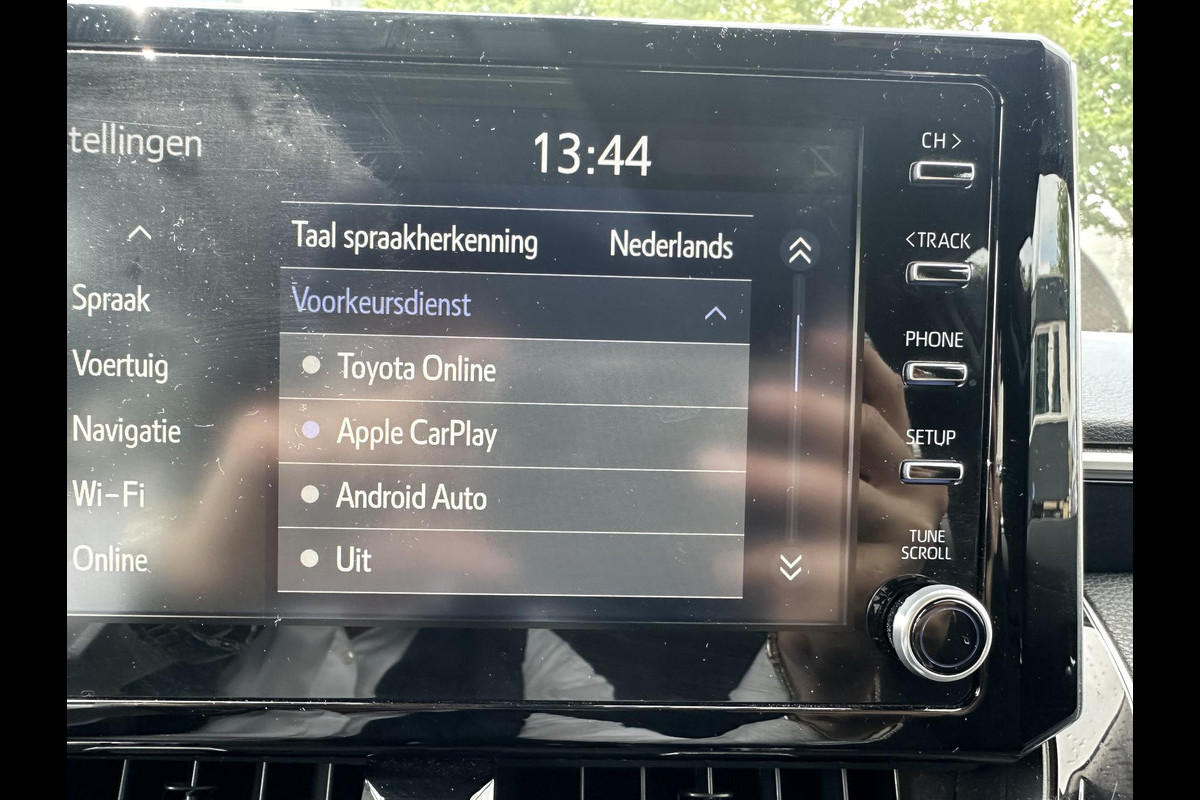 tellingen
13:44
Taal spraakherkenning Nederlands
Spraak
Voorkeursdienst
Voertuig
Toyota Online
Navigatie
Apple CarPlay
Wi-Fi
Android Auto
Online
Uit
CH >
< TRACK
PHONE
SETUP
TUNE
SCROLL